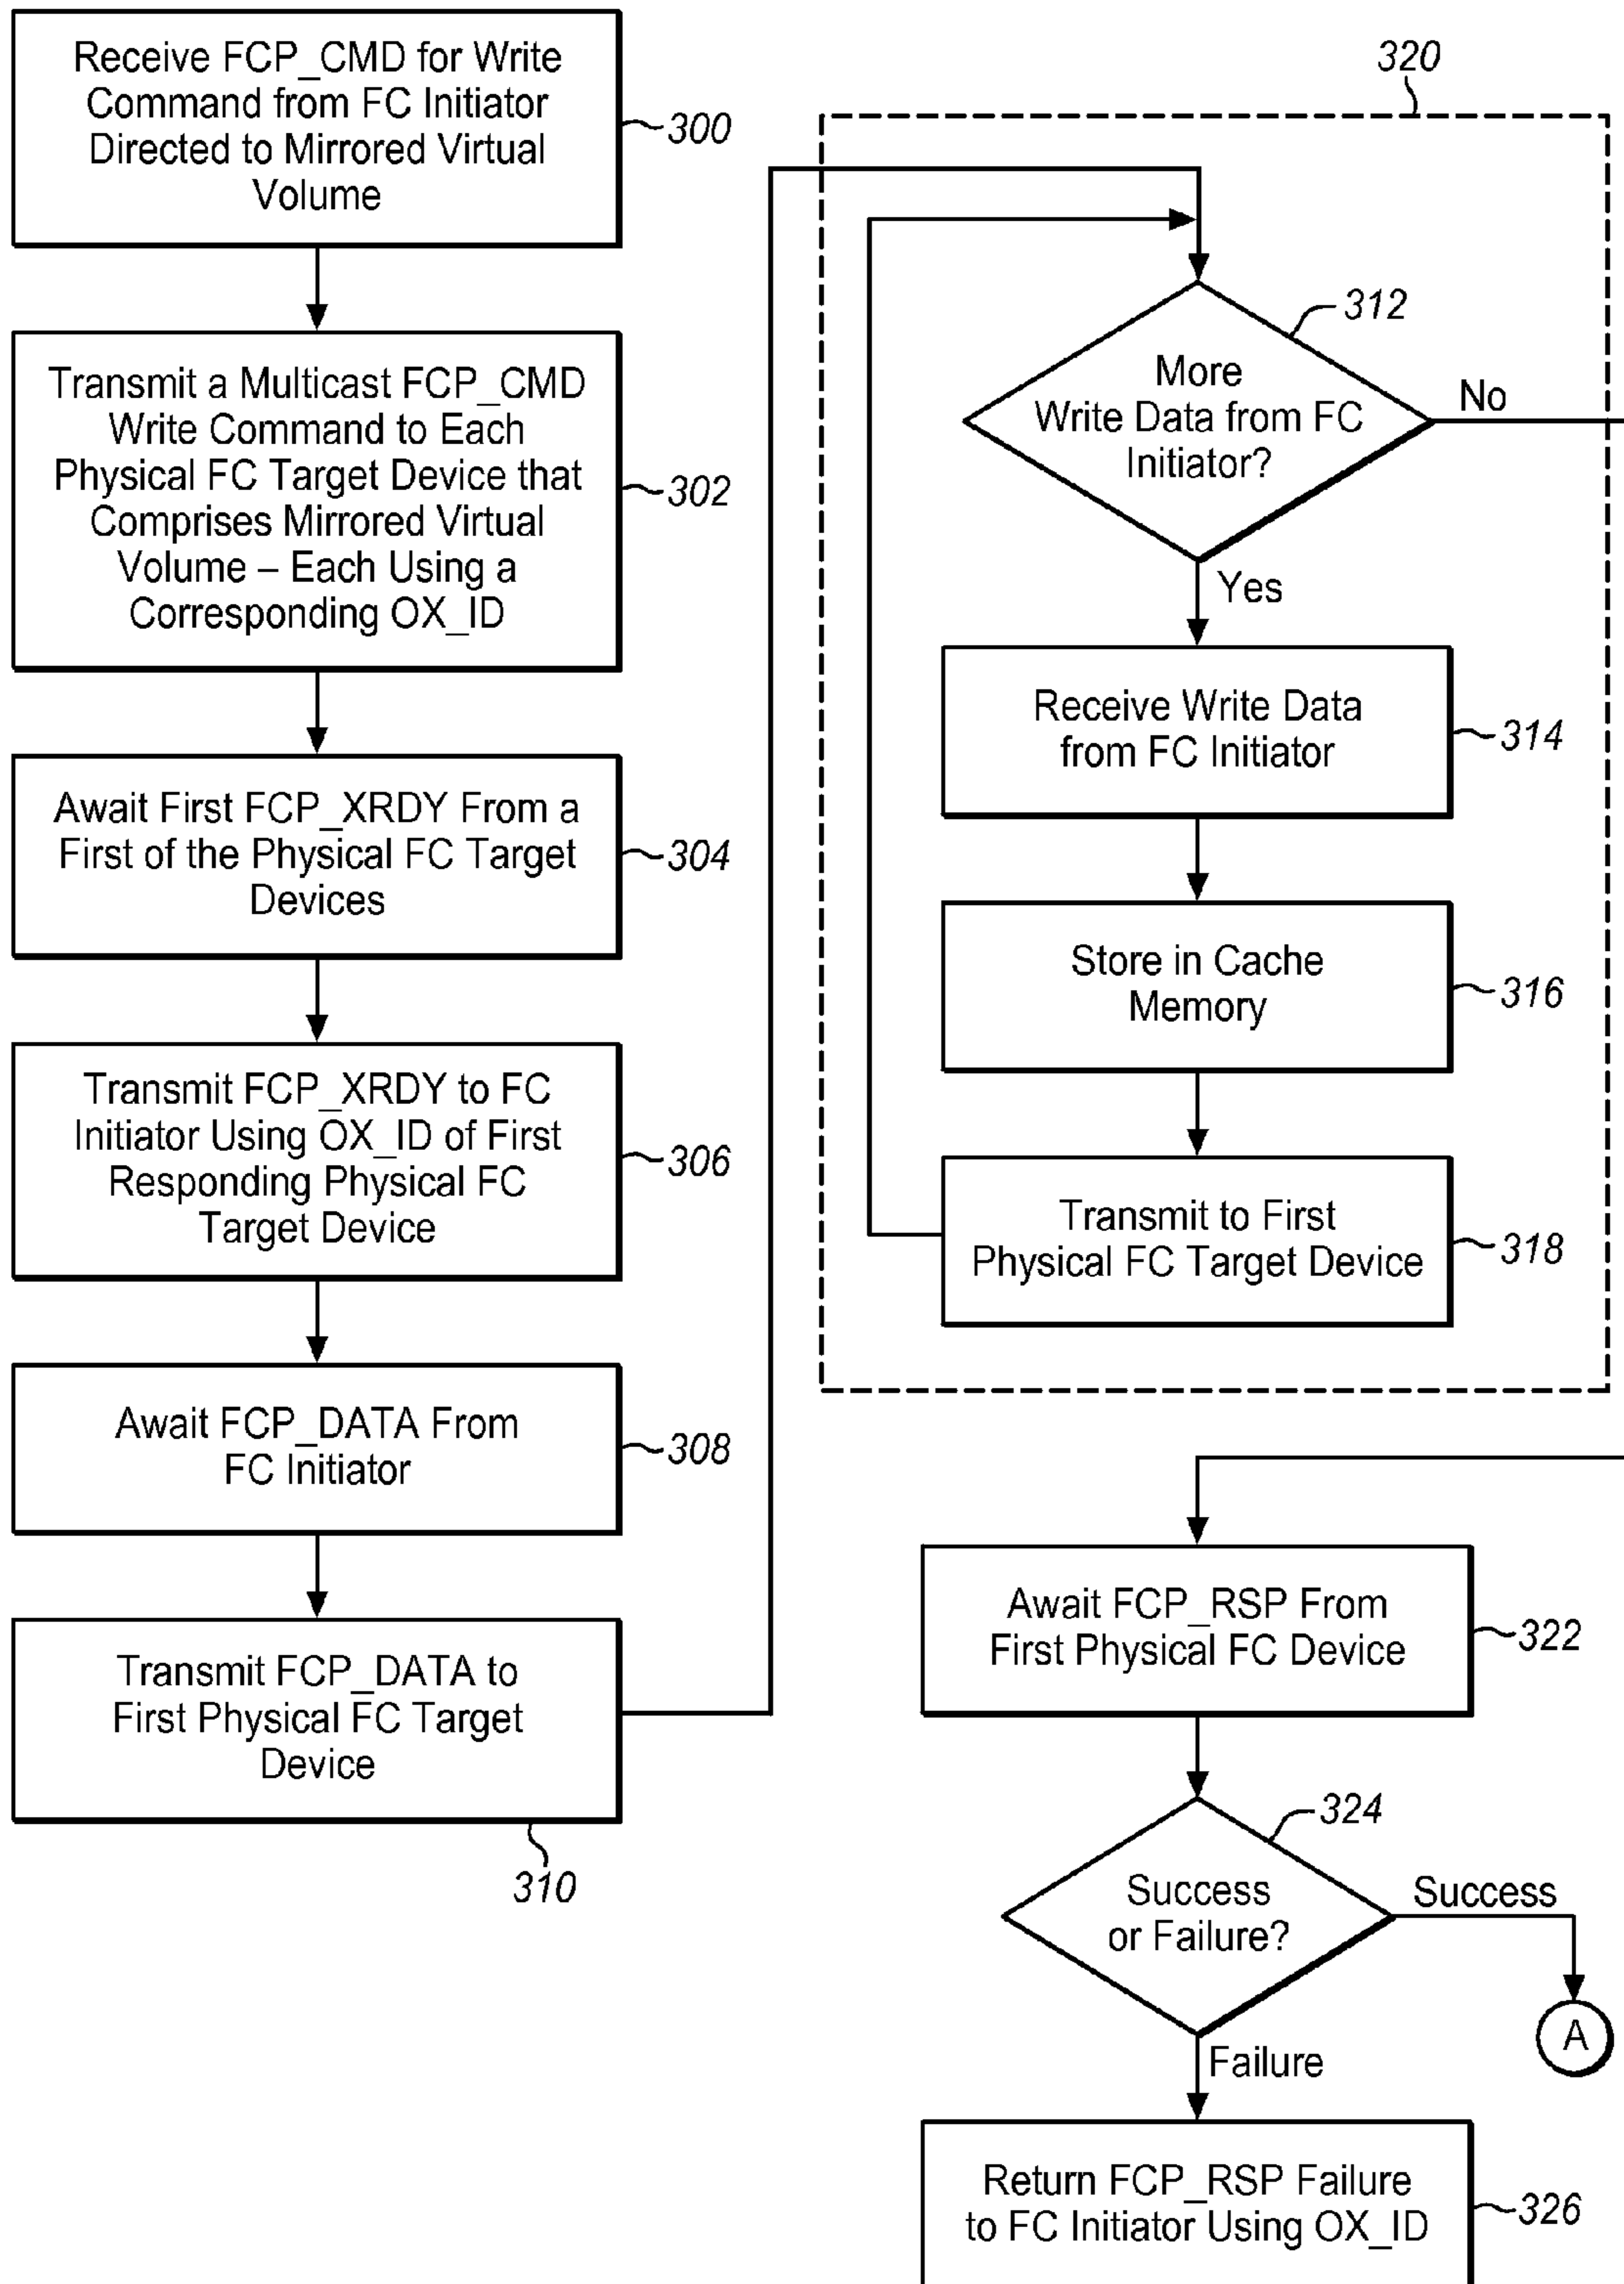 Receive FCP_CMD for Write
Command from FC Initiator
Directed to Mirrored Virtual
Volume
300
Transmit a Multicast FCP_CMD
Write Command to Each
Physical FC Target Device that
Comprises Mirrored Virtual
Volume – Each Using a
Corresponding OX_ID
302
Await First FCP_XRDY From a
First of the Physical FC Target
Devices
304
Transmit FCP_XRDY to FC
Initiator Using OX_ID of First
Responding Physical FC
Target Device
306
Await FCP_DATA From
FC Initiator
308
Transmit FCP_DATA to
First Physical FC Target
Device
310
320
312
More
Write Data from FC
Initiator?
No
Yes
Receive Write Data
from FC Initiator
314
Store in Cache
Memory
316
Transmit to First
Physical FC Target Device
318
Await FCP_RSP From
First Physical FC Device
322
324
Success
or Failure?
Success
A
Failure
Return FCP_RSP Failure
to FC Initiator Using OX_ID
326